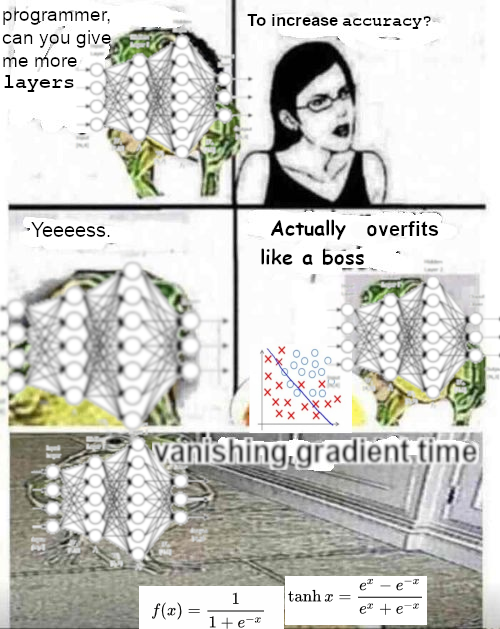 programmer,
can you give
me more
layers
To increase accuracy?
Yeeeess.
Actually overfits
like a boss
vanishing gradient time
f(x) = 1 / (1 + e^{-x})
tanh x = (e^x − e^{−x}) / (e^x + e^{−x})